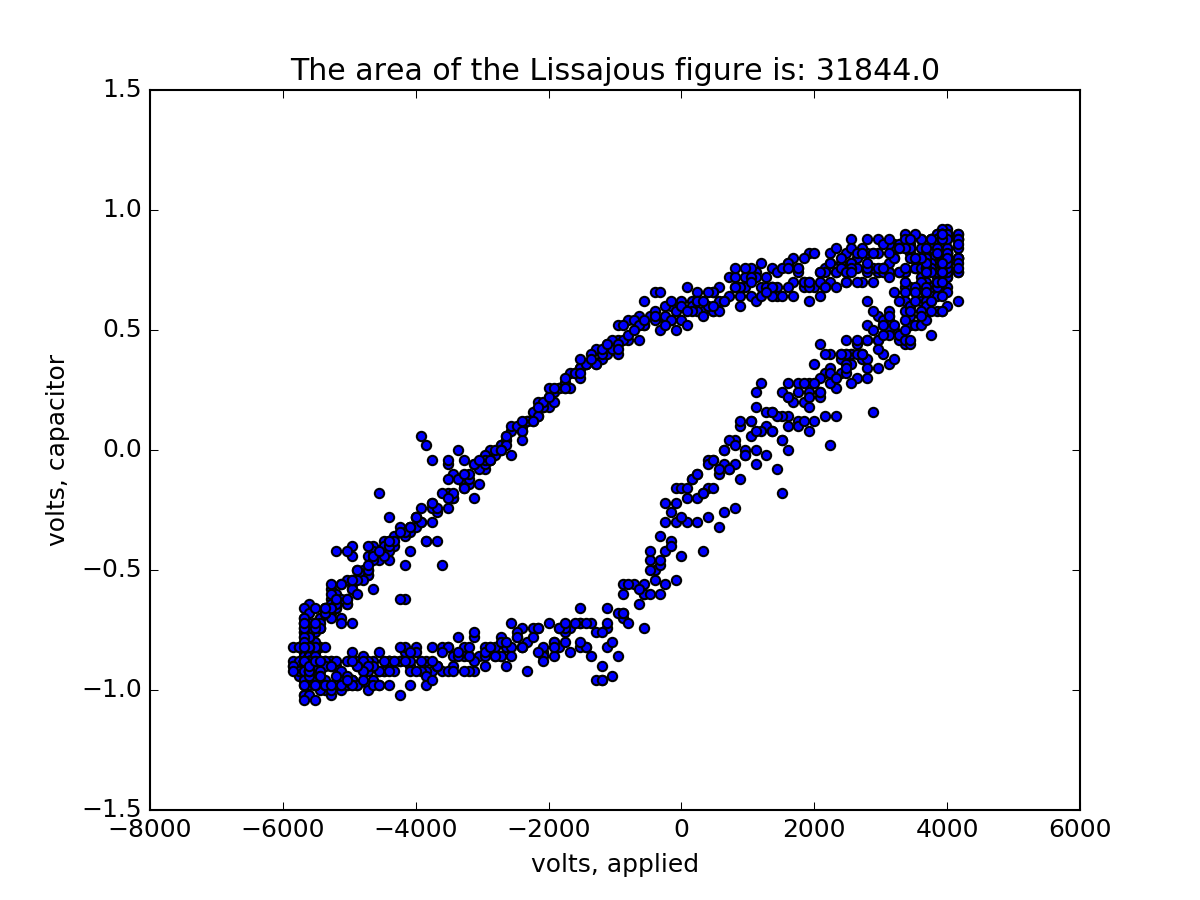 The area of the Lissajous figure is: 31844.0
1.5
1.0
0.5
0.0
−0.5
−1.0
−1.5
volts, capacitor
−8000 −6000 −4000 −2000 0 2000 4000 6000
volts, applied